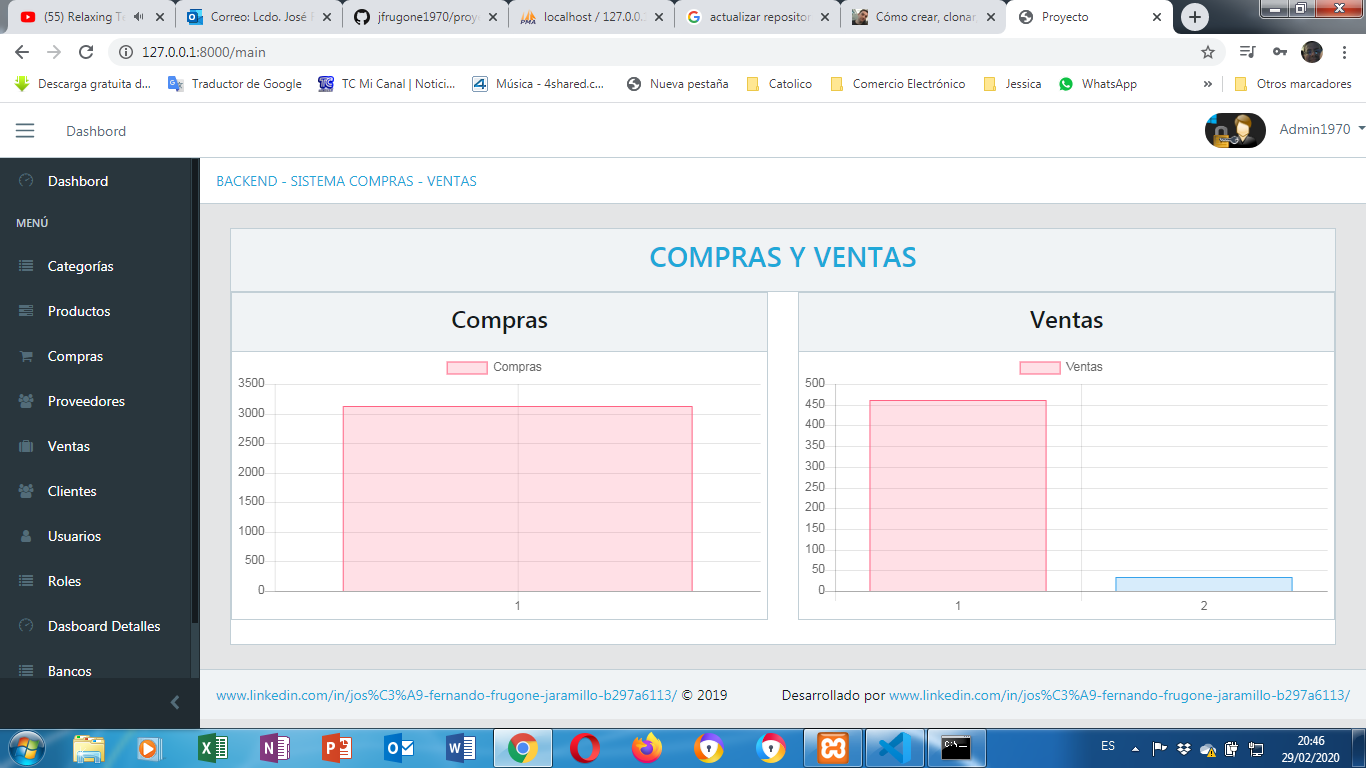 (55) Relaxing Te
Correo: Lcdo. José F
jfrugone1970/proye
localhost / 127.0.0.
actualizar repositor
Cómo crear, clonar,
Proyecto
127.0.0.1:8000/main
Descarga gratuita d...
Traductor de Google
TC Mi Canal | Notici...
Música - 4shared.c...
Nueva pestaña
Catolico
Comercio Electrónico
Jessica
WhatsApp
»
Otros marcadores
Dashbord
Admin1970
Dashbord
MENÚ
Categorías
Productos
Compras
Proveedores
Ventas
Clientes
Usuarios
Roles
Dasboard Detalles
Bancos
BACKEND - SISTEMA COMPRAS - VENTAS
COMPRAS Y VENTAS
Compras
Compras
3500
3000
2500
2000
1500
1000
500
0
1
Ventas
Ventas
500
450
400
350
300
250
200
150
100
50
0
1 2
www.linkedin.com/in/jos%C3%A9-fernando-frugone-jaramillo-b297a6113/ © 2019
Desarrollado por www.linkedin.com/in/jos%C3%A9-fernando-frugone-jaramillo-b297a6113/
ES
20:46
29/02/2020